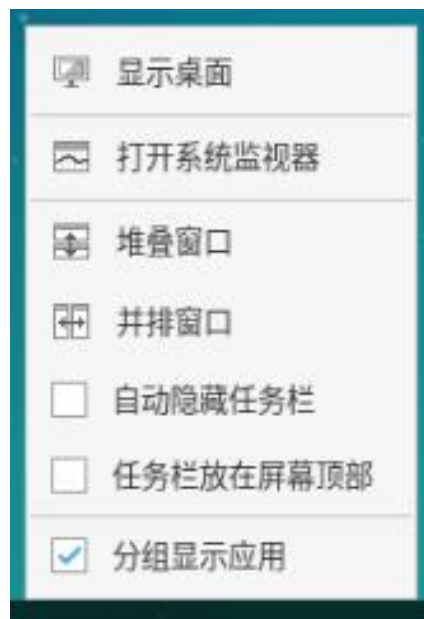 显示桌面
打开系统监视器
堆叠窗口
并排窗口
自动隐藏任务栏
任务栏放在屏幕顶部
分组显示应用